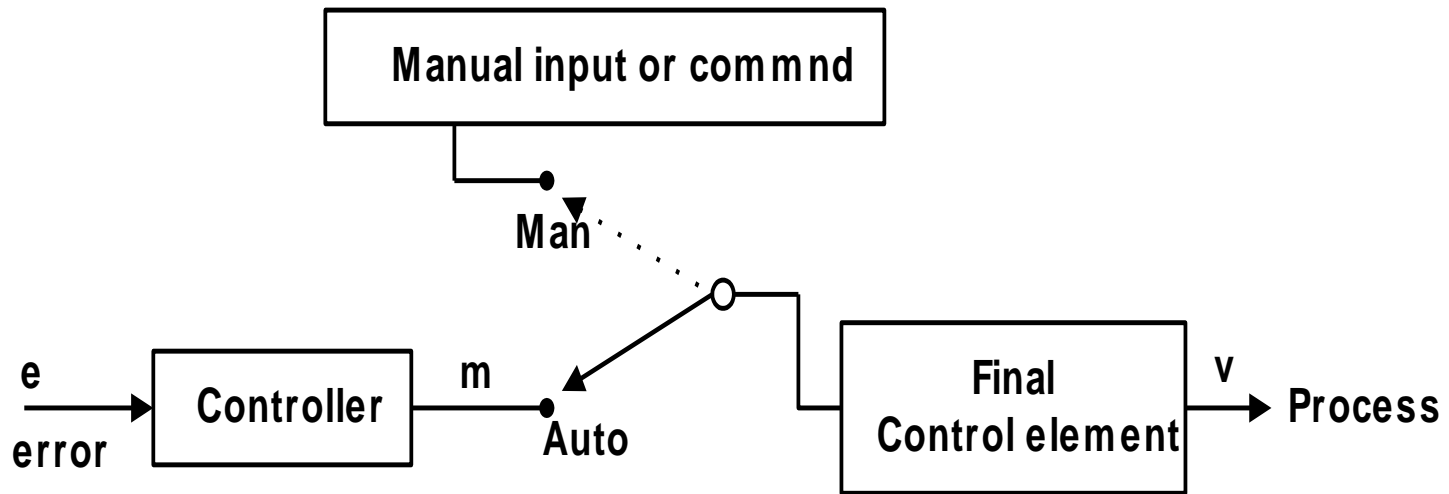 Manual input or commnd
Man
e
error
Controller
m
Auto
Final
Control element
v
Process